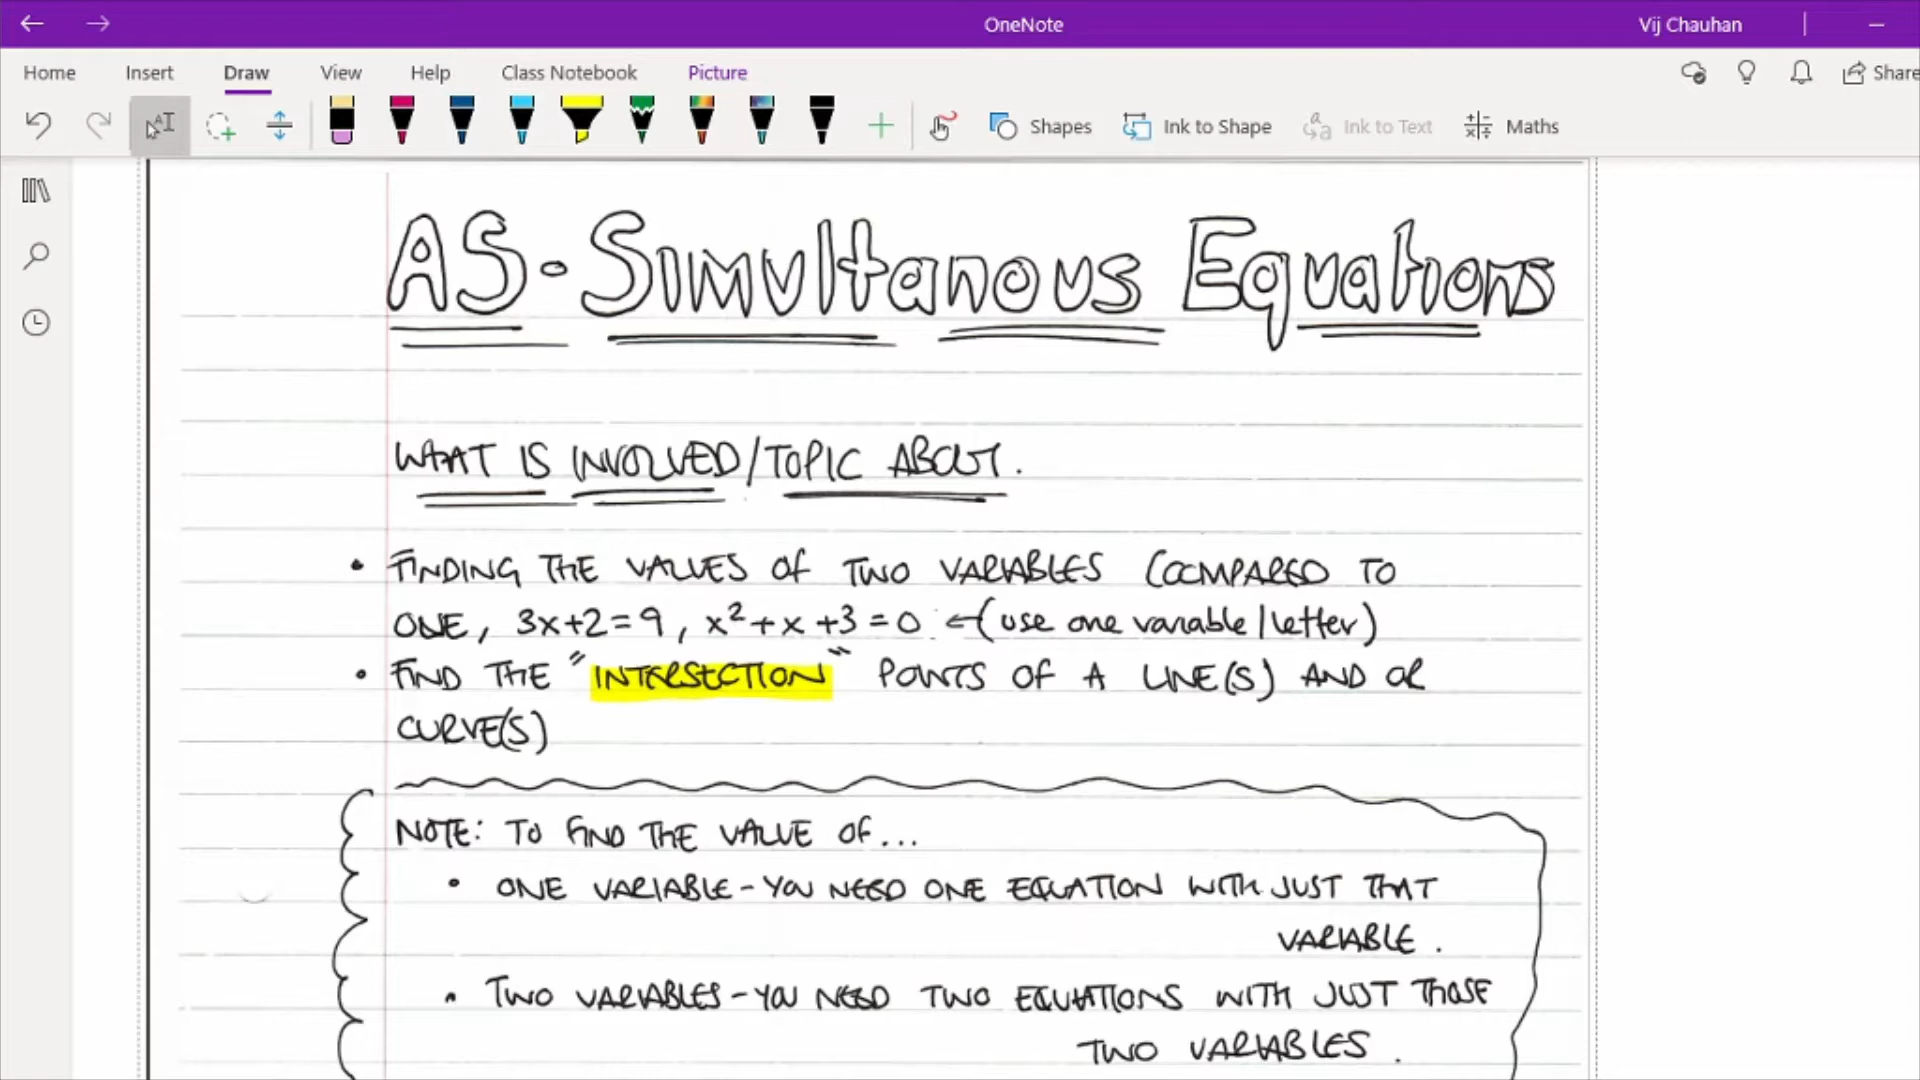 OneNote
Vij Chauhan
Home Insert Draw View Help Class Notebook Picture Share
Shapes Ink to Shape Ink to Text Maths
AS - Simultanous Equations
WHAT IS INVOLVED/TOPIC ABOUT.
• FINDING THE VALUES OF TWO VARIABLES (COMPARED TO
ONE, 3x+2=9, x²+x+3=0 ←(use one variable/letter)
• FIND THE "INTERSECTION" POINTS OF A LINE(S) AND OR
CURVE(S)
NOTE: TO FIND THE VALUE OF...
• ONE VARIABLE - YOU NEED ONE EQUATION WITH JUST THAT
VARIABLE.
• TWO VARIABLES - YOU NEED TWO EQUATIONS WITH JUST THOSE
TWO VARIABLES.